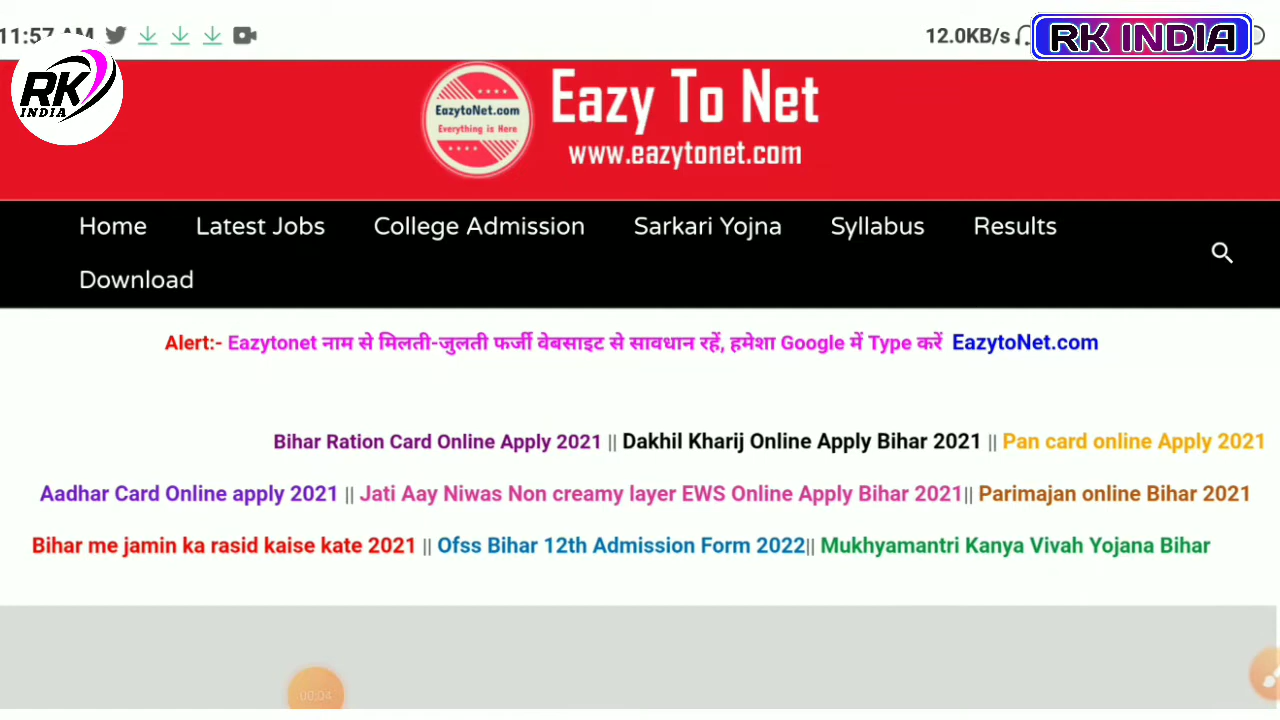 11:57 AM
12.0KB/s
RK INDIA
RK
INDIA
EazytoNet.com
Everything is Here
Eazy To Net
www.eazytonet.com
Home Latest Jobs College Admission Sarkari Yojna Syllabus Results
Download
Alert:- Eazytonet नाम से मिलती-जुलती फर्जी वेबसाइट से सावधान रहें, हमेशा Google में Type करें EazytoNet.com
Bihar Ration Card Online Apply 2021 || Dakhil Kharij Online Apply Bihar 2021 || Pan card online Apply 2021
Aadhar Card Online apply 2021 || Jati Aay Niwas Non creamy layer EWS Online Apply Bihar 2021|| Parimajan online Bihar 2021
Bihar me jamin ka rasid kaise kate 2021 || Ofss Bihar 12th Admission Form 2022|| Mukhyamantri Kanya Vivah Yojana Bihar
00:04